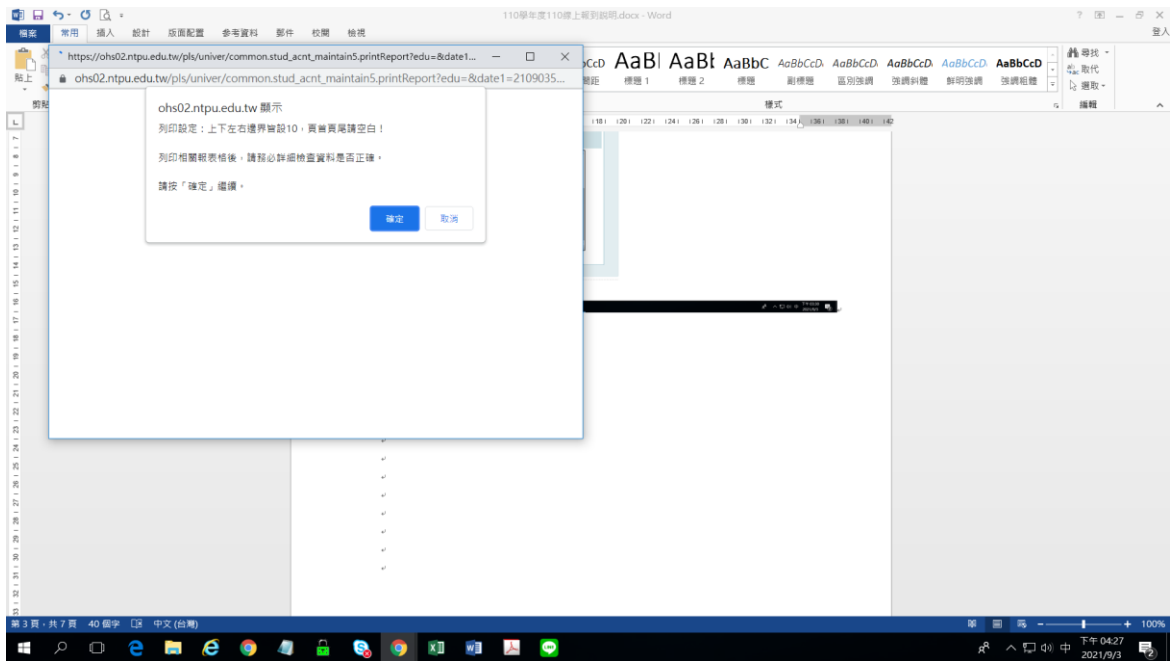 110學年度110線上報到說明.docx - Word
檔案 常用 插入 設計 版面配置 參考資料 郵件 校閱 檢視 登入
貼上
https://ohs02.ntpu.edu.tw/pls/univer/common.stud_acnt_maintain5.printReport?edu=&date1...
ohs02.ntpu.edu.tw/pls/univer/common.stud_acnt_maintain5.printReport?edu=&date1=2109035...
AaBl AaBt AaBbC AaBbCcD. AaBbCcD. AaBbCcD. AaBbCcD. AaBbCcD
標題 1 標題 2 標題 副標題 區別強調 強調斜體 鮮明強調 強調粗體
尋找
取代
選取
樣式 編輯
ohs02.ntpu.edu.tw 顯示
列印設定：上下左右邊界皆設10，頁首頁尾請空白！
列印相關報表格後，請務必詳細檢查資料是否正確。
請按「確定」繼續。
確定 取消
第 3 頁，共 7 頁 40 個字 中文 (台灣) 100%
下午 04:27
中
2021/9/3